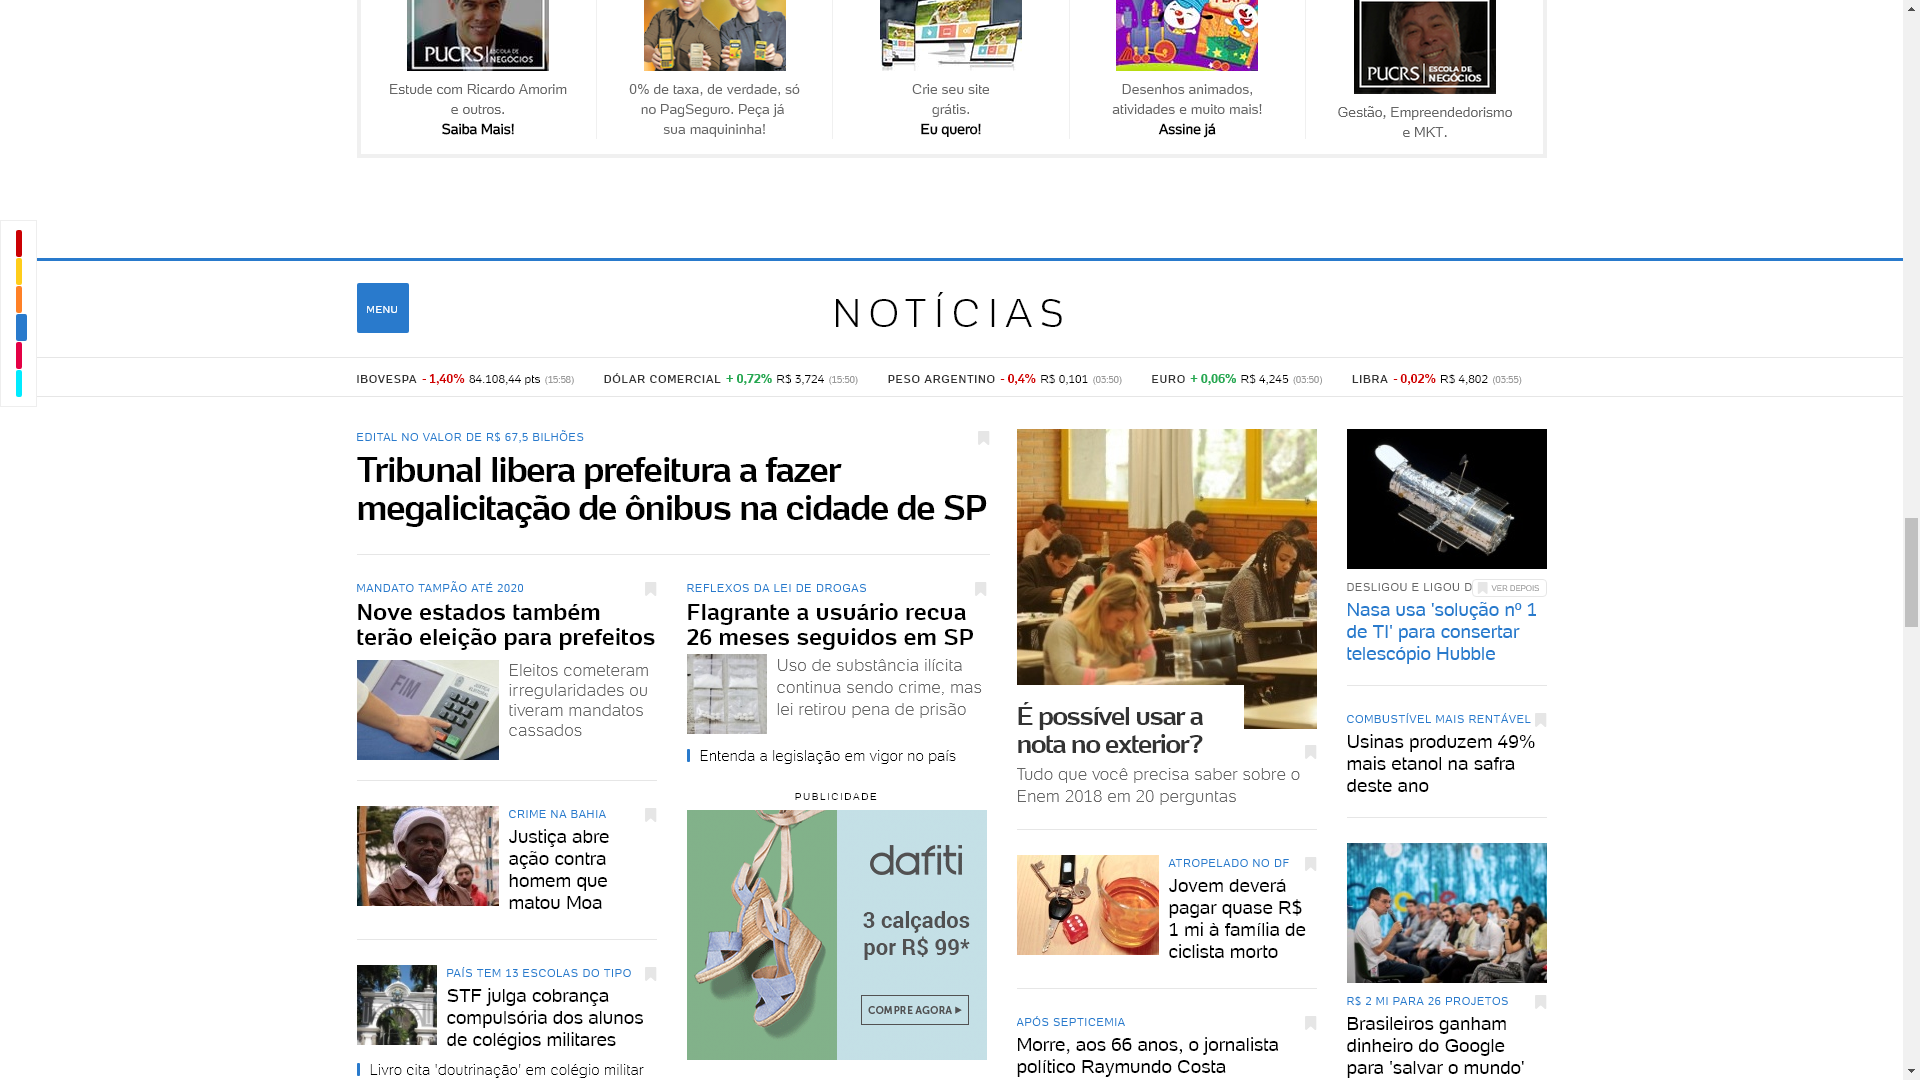 PUCRS ESCOLA DE NEGÓCIOS
Estude com Ricardo Amorim
e outros.
Saiba Mais!
0% de taxa, de verdade, só
no PagSeguro. Peça já
sua maquininha!
Crie seu site
grátis.
Eu quero!
Desenhos animados,
atividades e muito mais!
Assine já
PUCRS ESCOLA DE NEGÓCIOS
Gestão, Empreendedorismo
e MKT.
MENU
NOTÍCIAS
IBOVESPA - 1,40% 84.108,44 pts (15:58)
DÓLAR COMERCIAL + 0,72% R$ 3,724 (15:50)
PESO ARGENTINO - 0,4% R$ 0,101 (03:50)
EURO + 0,06% R$ 4,245 (03:50)
LIBRA - 0,02% R$ 4,802 (03:55)
EDITAL NO VALOR DE R$ 67,5 BILHÕES
Tribunal libera prefeitura a fazer
megalicitação de ônibus na cidade de SP
MANDATO TAMPÃO ATÉ 2020
Nove estados também
terão eleição para prefeitos
FIM
Eleitos cometeram
irregularidades ou
tiveram mandatos
cassados
CRIME NA BAHIA
Justiça abre
ação contra
homem que
matou Moa
PAÍS TEM 13 ESCOLAS DO TIPO
STF julga cobrança
compulsória dos alunos
de colégios militares
Livro cita 'doutrinação' em colégio militar
REFLEXOS DA LEI DE DROGAS
Flagrante a usuário recua
26 meses seguidos em SP
Uso de substância ilícita
continua sendo crime, mas
lei retirou pena de prisão
Entenda a legislação em vigor no país
PUBLICIDADE
dafiti
3 calçados
por R$ 99*
COMPRE AGORA
É possível usar a
nota no exterior?
Tudo que você precisa saber sobre o
Enem 2018 em 20 perguntas
ATROPELADO NO DF
Jovem deverá
pagar quase R$
1 mi à família de
ciclista morto
APÓS SEPTICEMIA
Morre, aos 66 anos, o jornalista
político Raymundo Costa
DESLIGOU E LIGOU D
VER DEPOIS
Nasa usa 'solução nº 1
de TI' para consertar
telescópio Hubble
COMBUSTÍVEL MAIS RENTÁVEL
Usinas produzem 49%
mais etanol na safra
deste ano
R$ 2 MI PARA 26 PROJETOS
Brasileiros ganham
dinheiro do Google
para 'salvar o mundo'